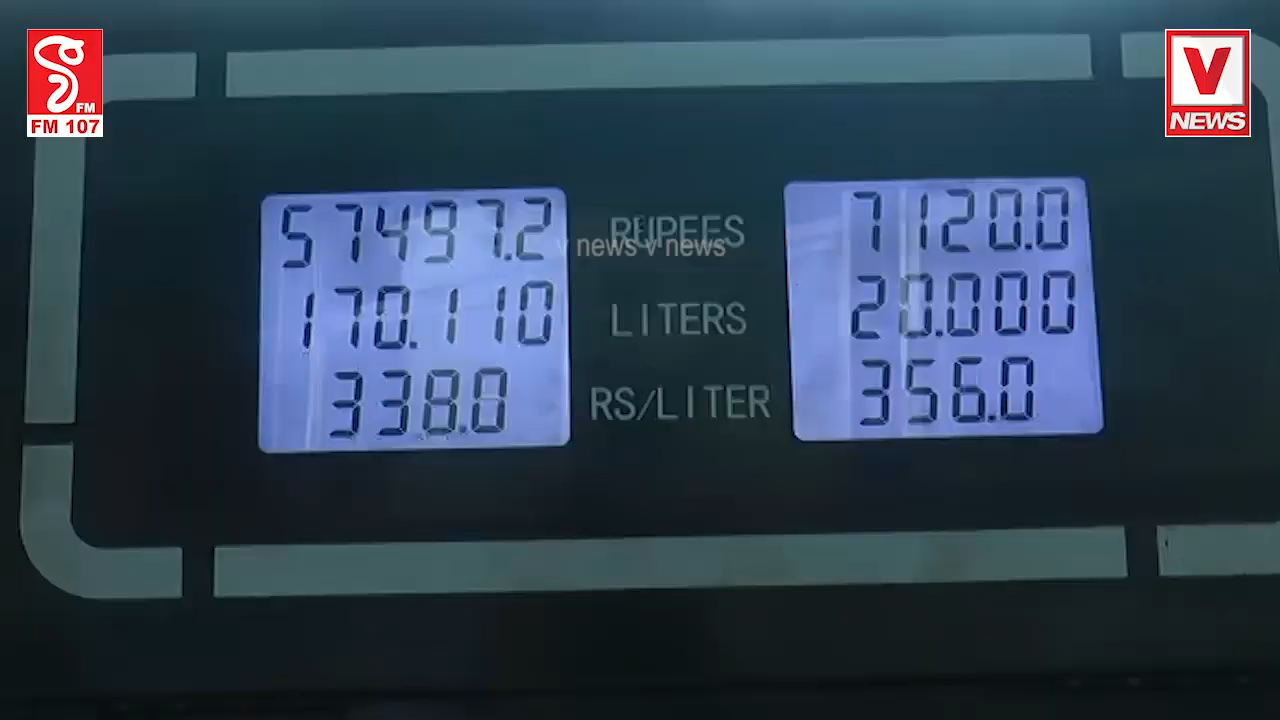 FM
FM 107
V
NEWS
57497.2 RUPEES 7120.0
v news v news
170.110 LITERS 20.000
338.0 RS/LITER 356.0